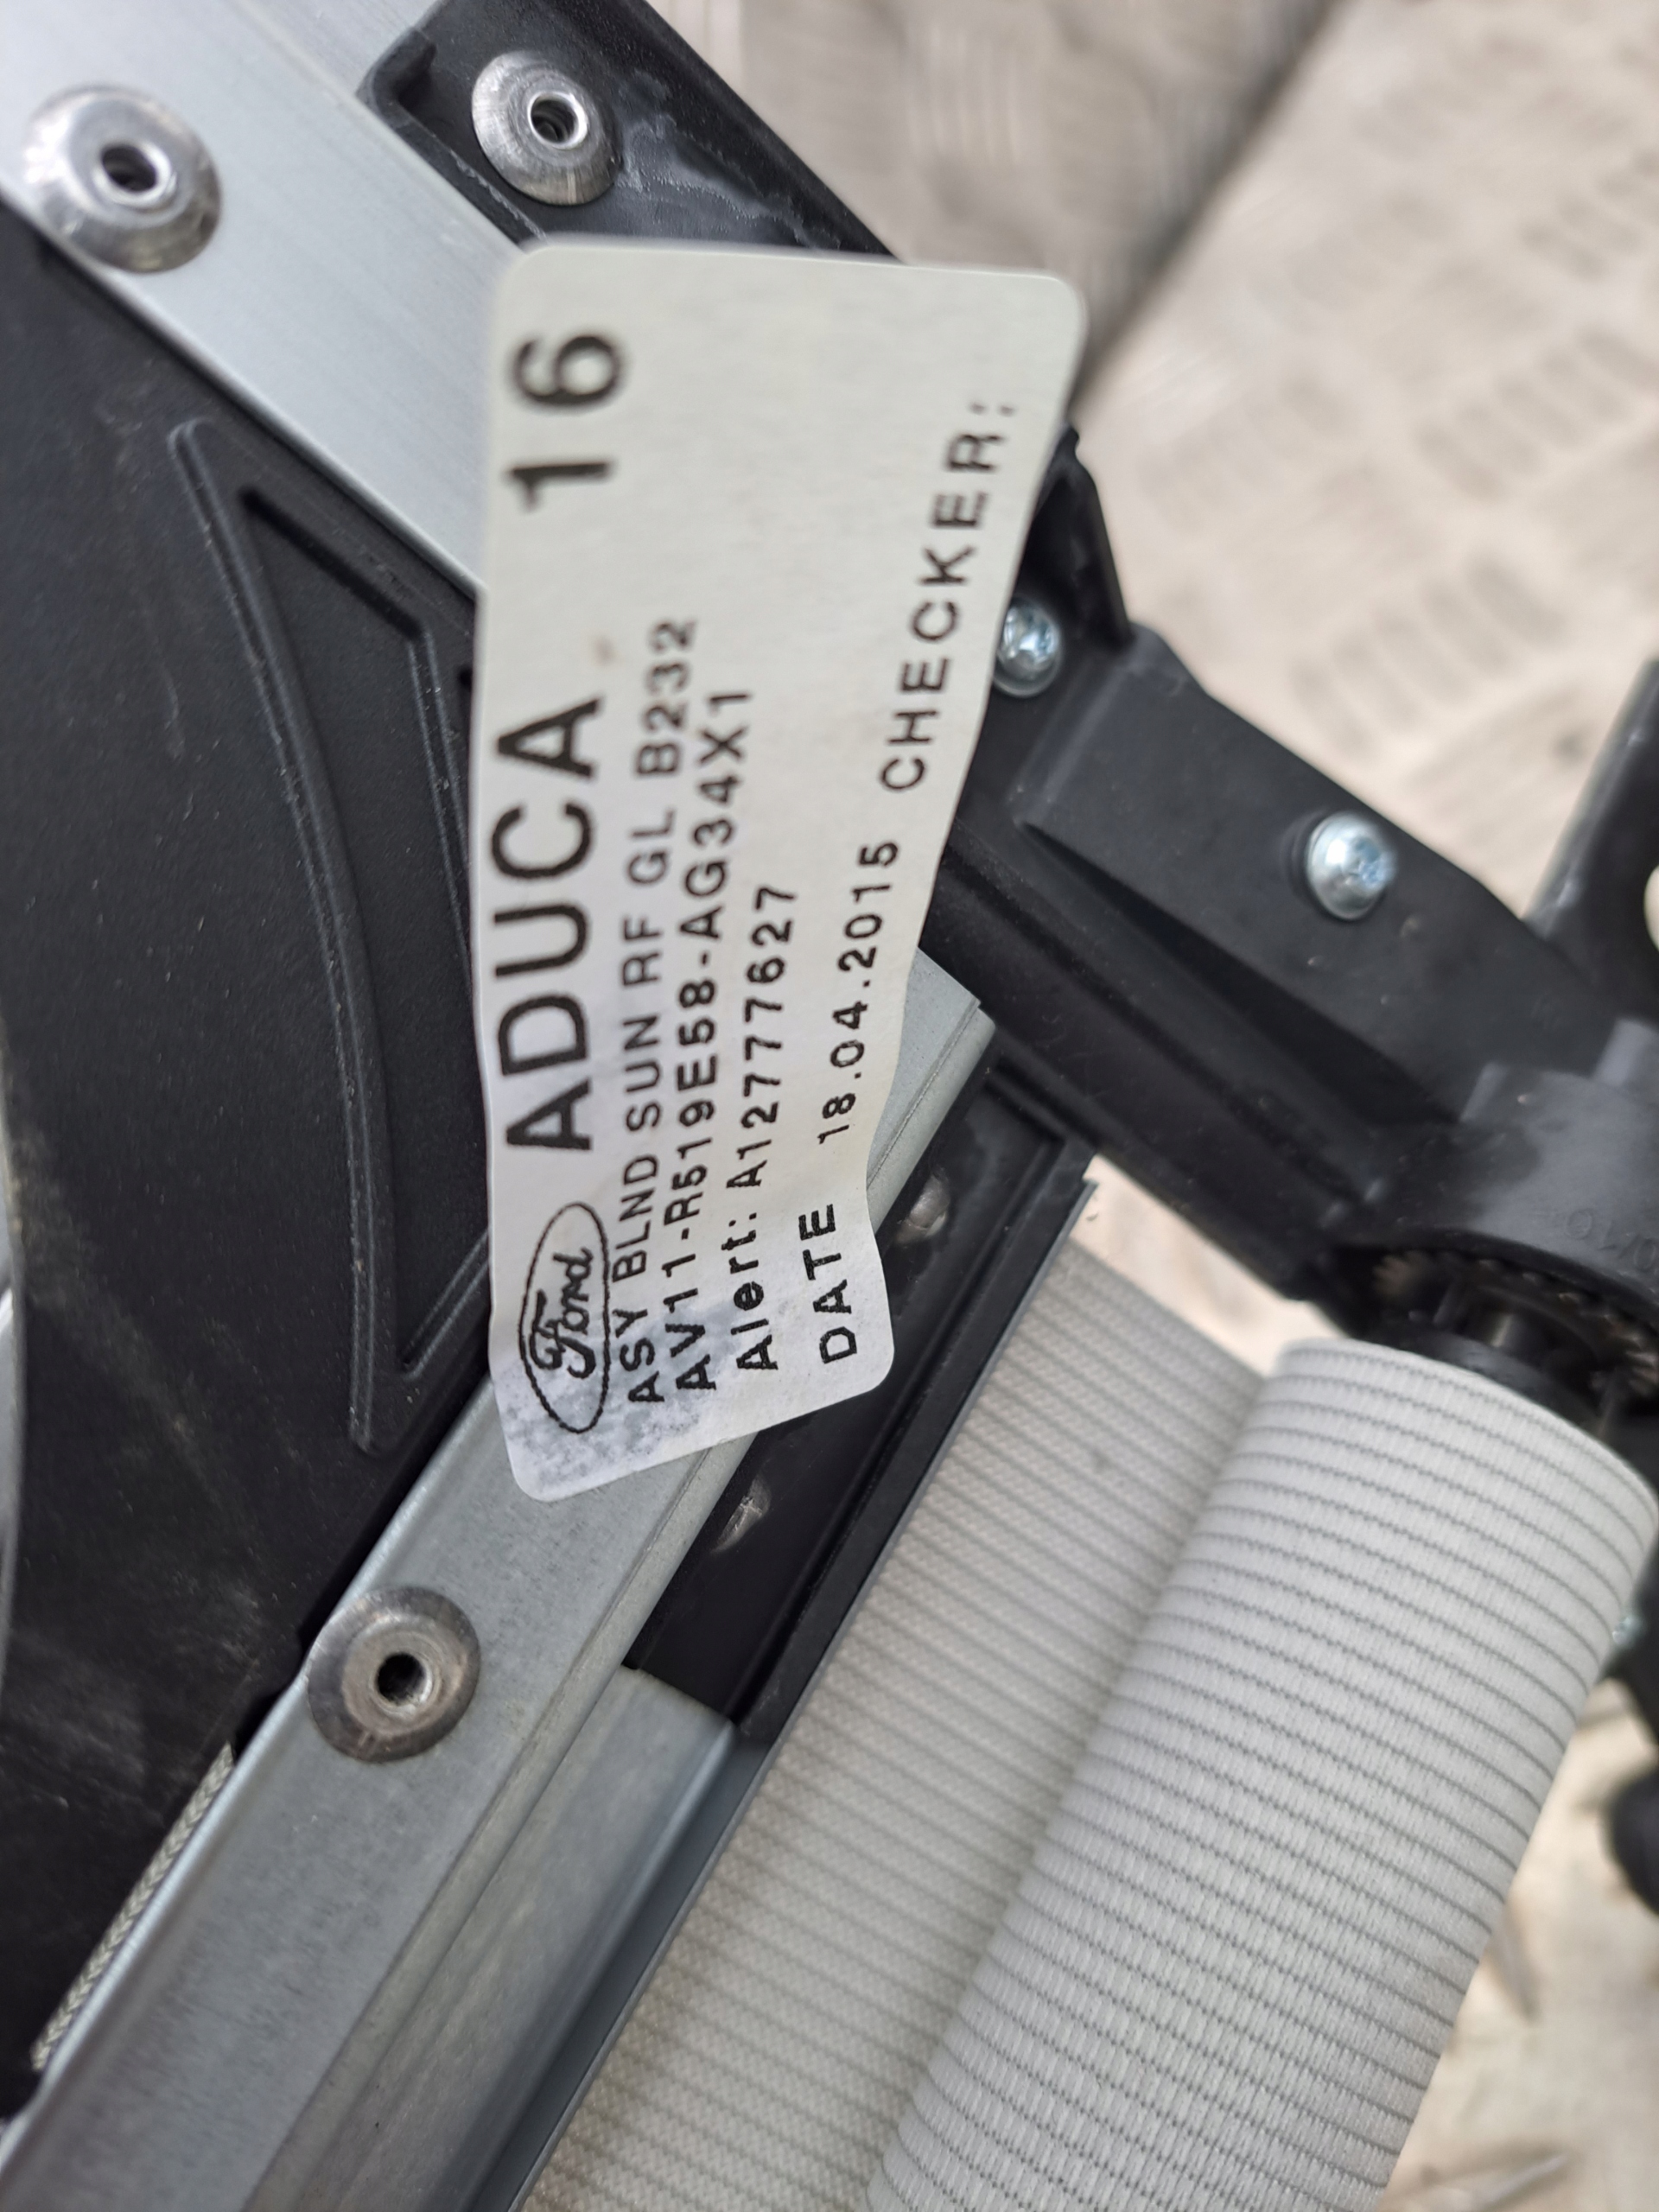 Ford ADUCA 16
ASY BLND SUN RF GL B232
AV11-R519E58-AG34X1
Alert: A12777627
DATE 18.04.2015 CHECKER: